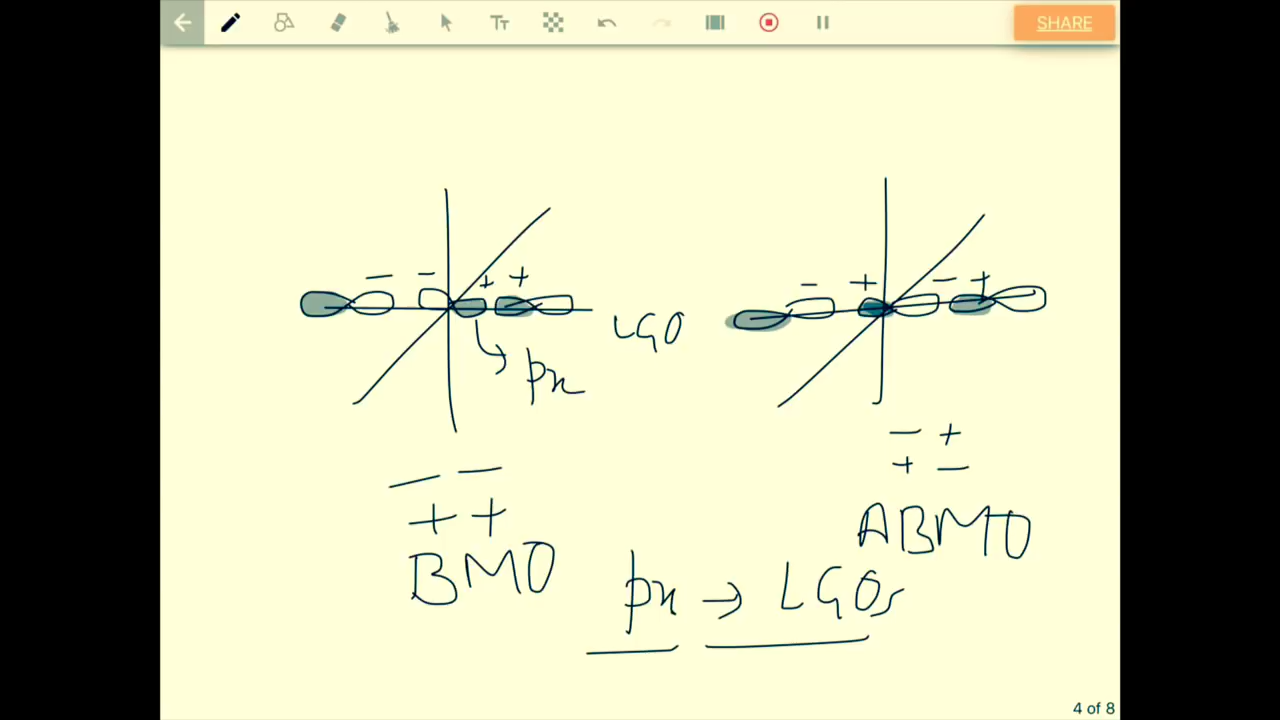 SHARE
− − + +
− + − +
LGO
px
− +
+ −
− −
+ +
ABMO
BMO
px → LGOs
4 of 8